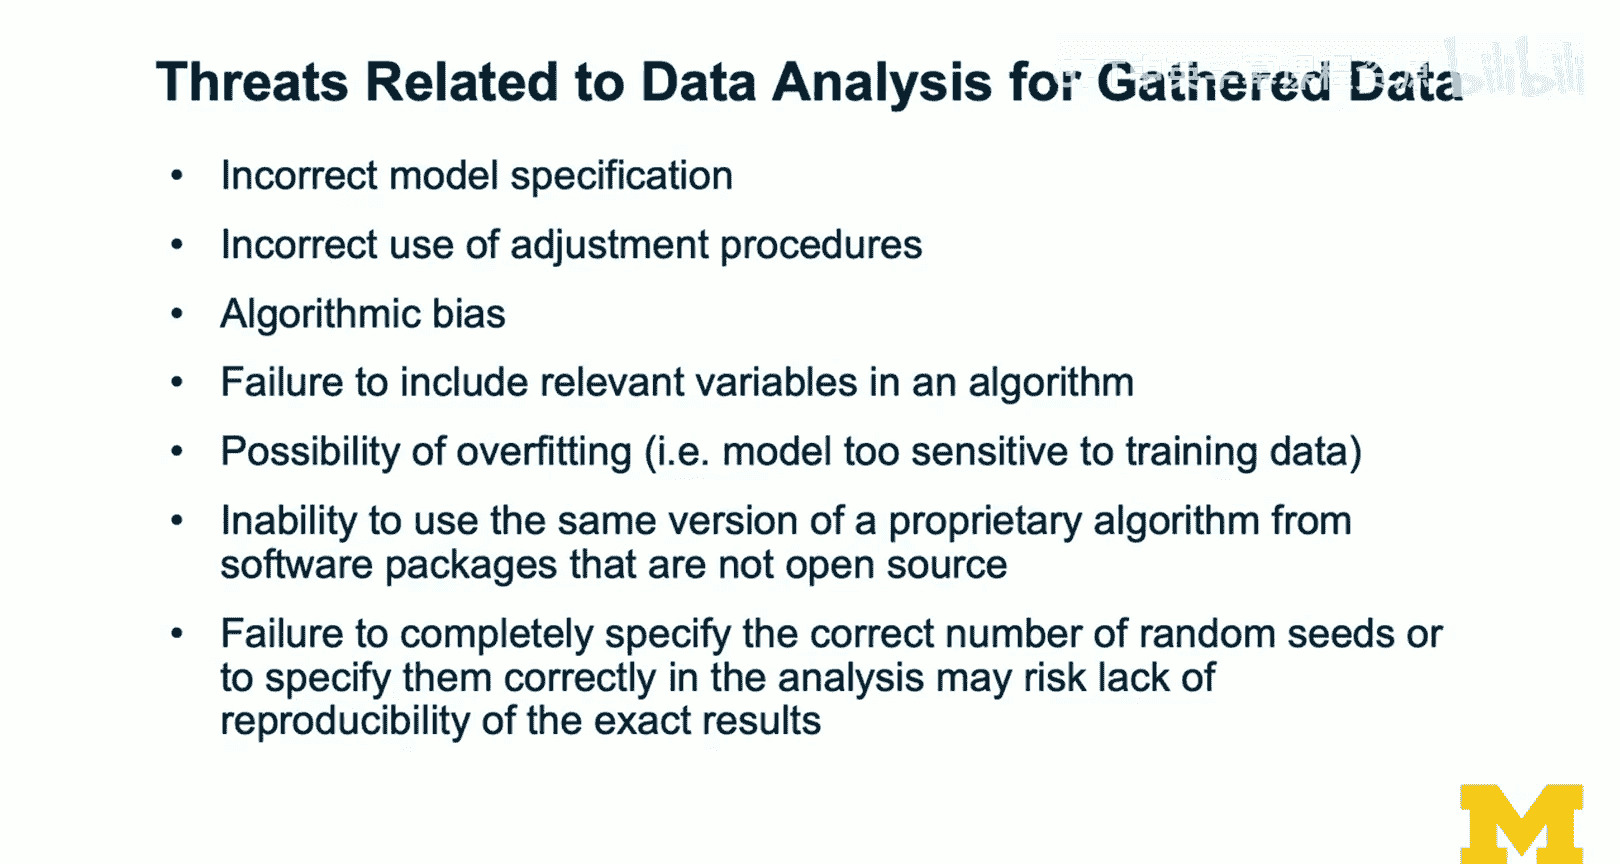 Threats Related to Data Analysis for Gathered Data
bilibili
• Incorrect model specification
• Incorrect use of adjustment procedures
• Algorithmic bias
• Failure to include relevant variables in an algorithm
• Possibility of overfitting (i.e. model too sensitive to training data)
• Inability to use the same version of a proprietary algorithm from
software packages that are not open source
• Failure to completely specify the correct number of random seeds or
to specify them correctly in the analysis may risk lack of
reproducibility of the exact results
M